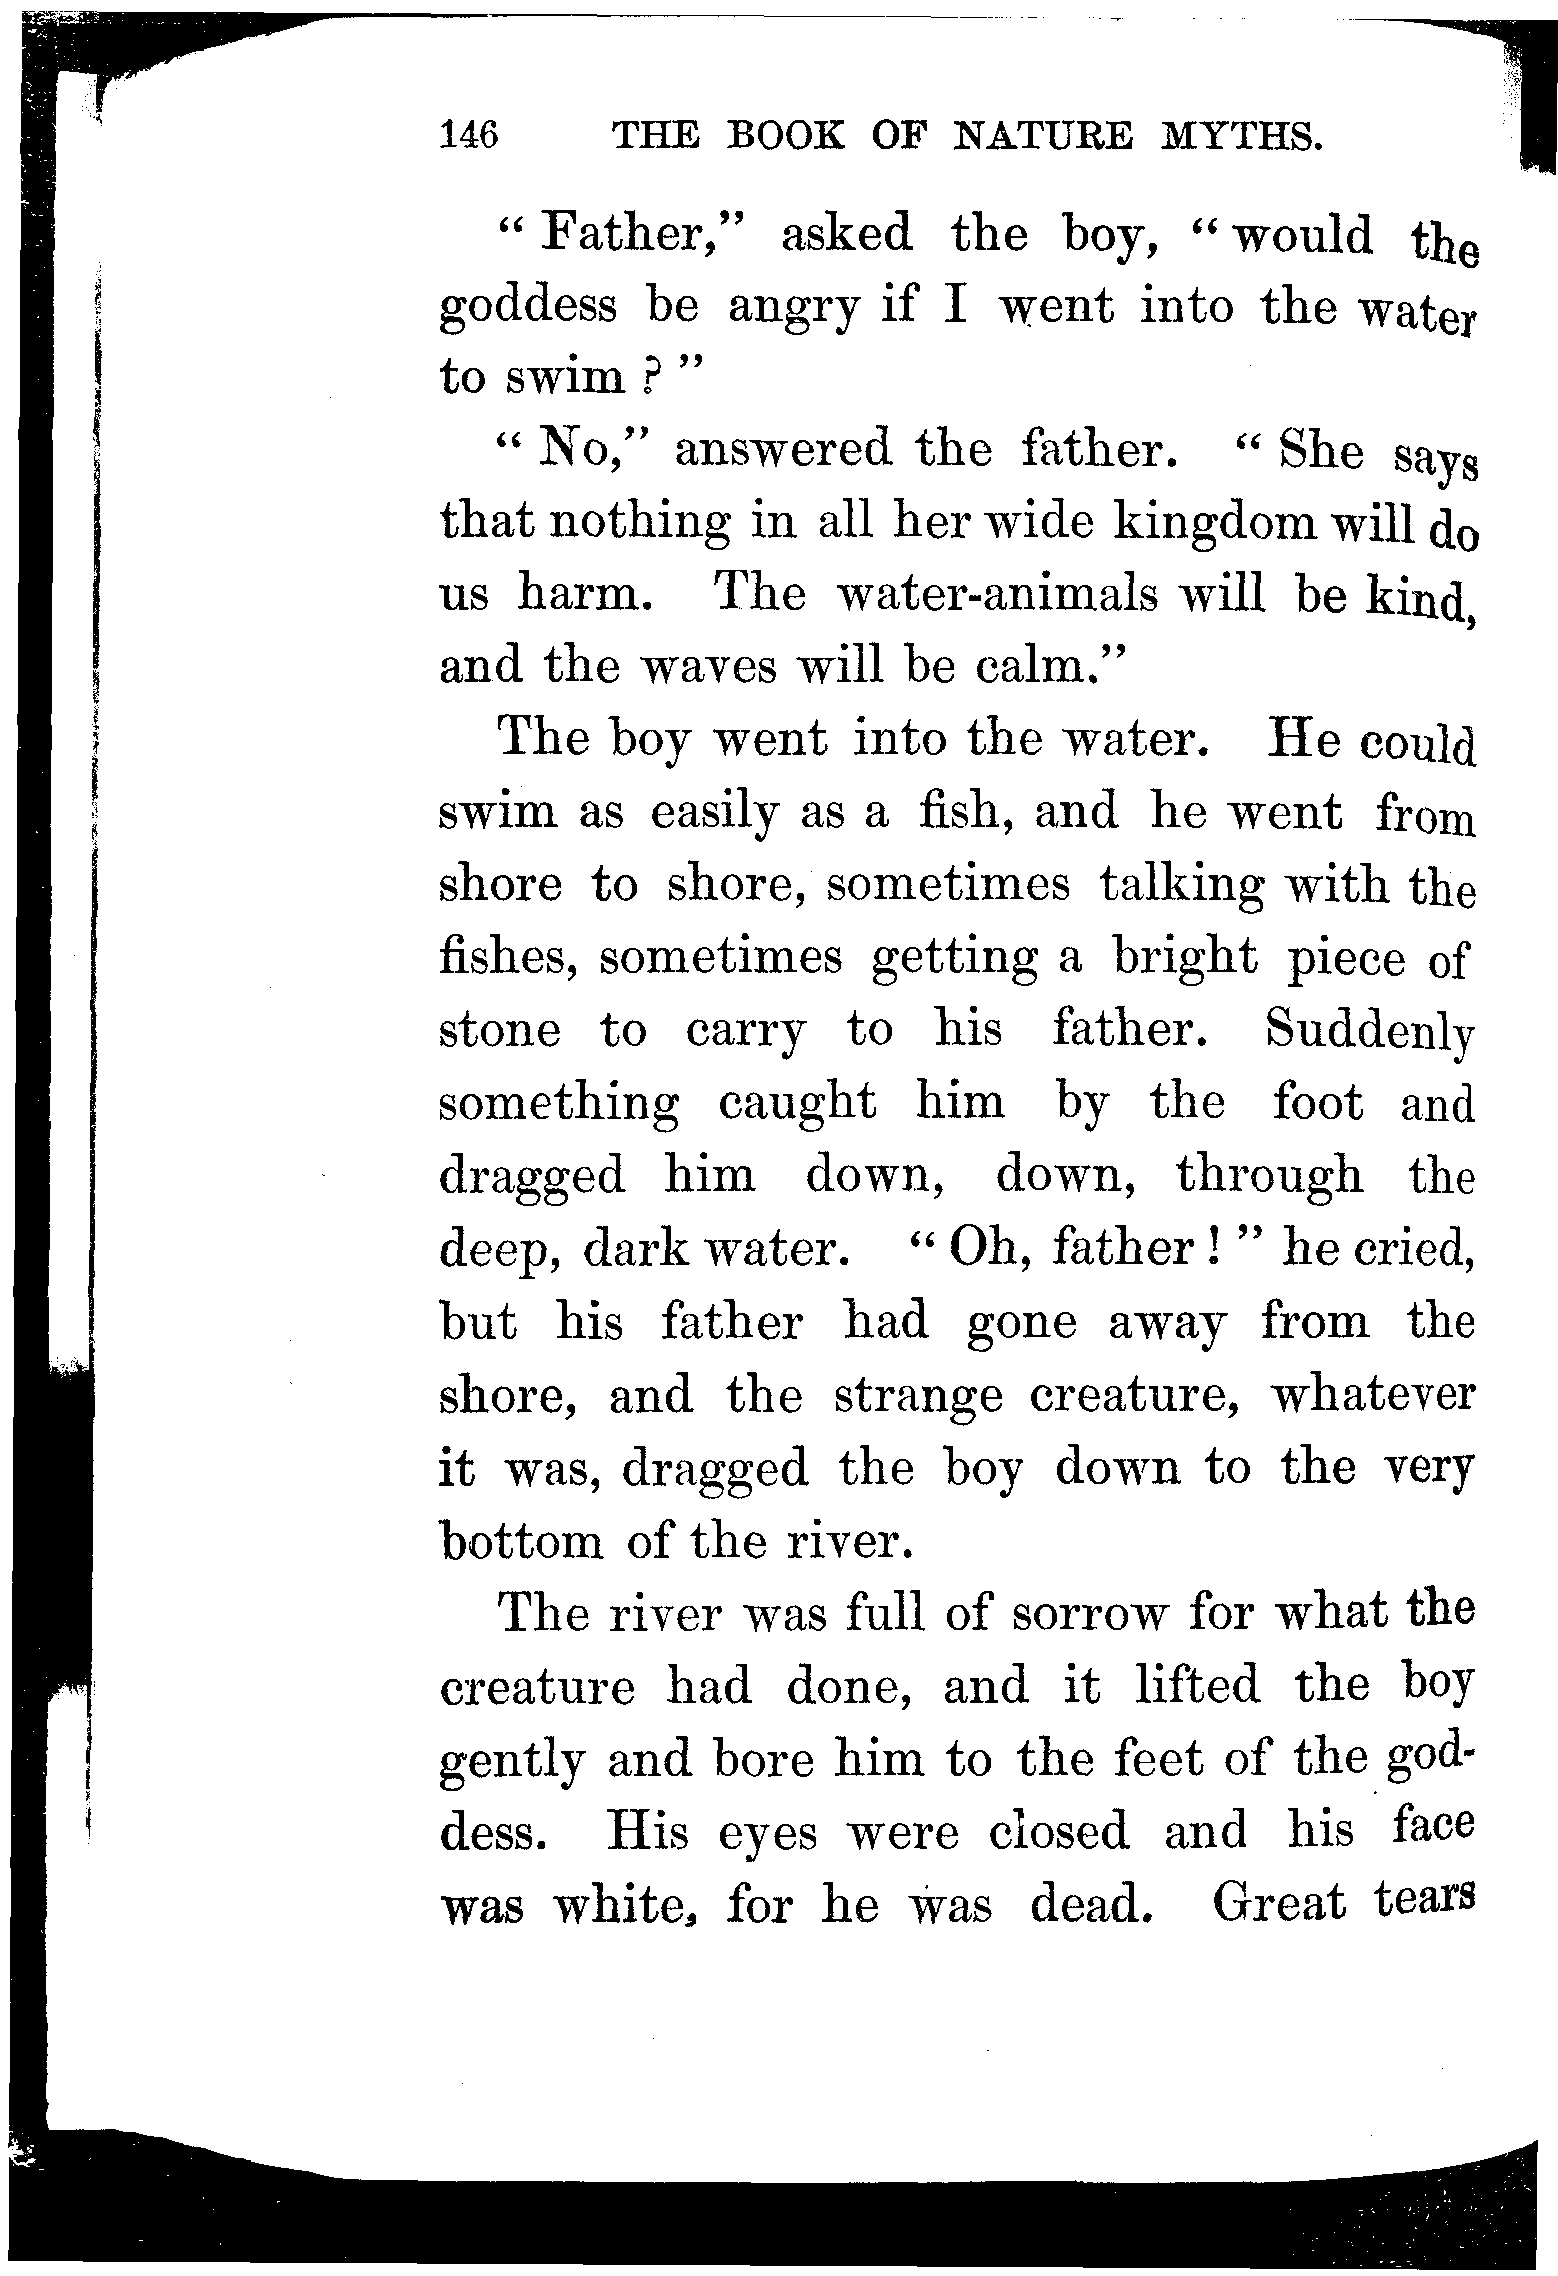 146 THE BOOK OF NATURE MYTHS.
" Father," asked the boy, " would the
goddess be angry if I went into the water
to swim ? "
" No," answered the father. " She says
that nothing in all her wide kingdom will do
us harm. The water-animals will be kind,
and the waves will be calm."
The boy went into the water. He could
swim as easily as a fish, and he went from
shore to shore, sometimes talking with the
fishes, sometimes getting a bright piece of
stone to carry to his father. Suddenly
something caught him by the foot and
dragged him down, down, through the
deep, dark water. " Oh, father ! " he cried,
but his father had gone away from the
shore, and the strange creature, whatever
it was, dragged the boy down to the very
bottom of the river.
The river was full of sorrow for what the
creature had done, and it lifted the boy
gently and bore him to the feet of the god-
dess. His eyes were closed and his face
was white, for he was dead. Great tears